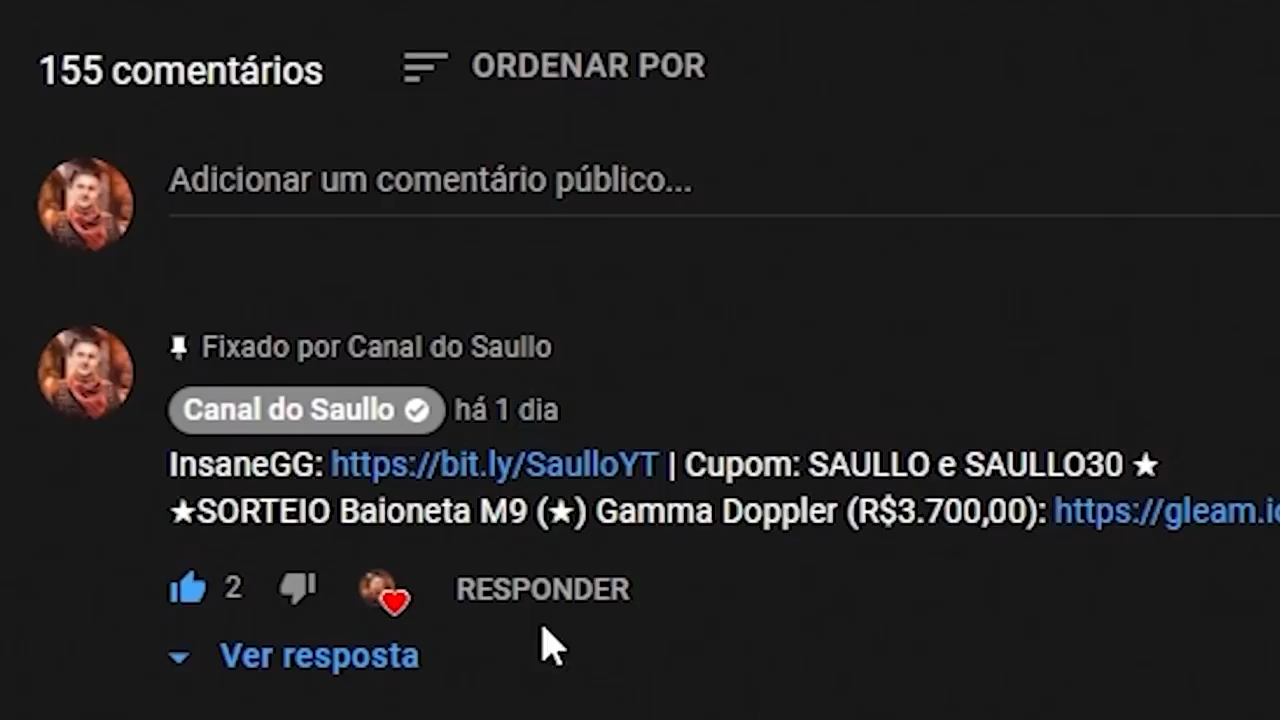 155 comentários
ORDENAR POR
Adicionar um comentário público...
Fixado por Canal do Saullo
Canal do Saullo há 1 dia
InsaneGG: https://bit.ly/SaulloYT | Cupom: SAULLO e SAULLO30 ★
★SORTEIO Baioneta M9 (★) Gamma Doppler (R$3.700,00): https://gleam.io
2
RESPONDER
Ver resposta